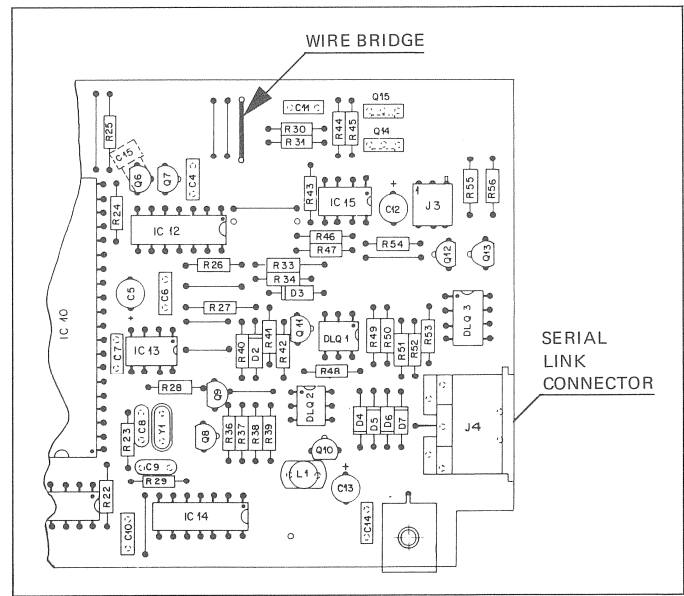 WIRE BRIDGE
Q15
C11
R25
R30
R44
R45
R31
Q14
C15
Q6
Q7
C4
R43
IC 15
C12
J3
1
R55
R56
R24
IC 12
R46
R47
R54
Q12
Q13
R26
R33
R34
D3
C5
C6
R27
IC 10
Q11
DLQ 1
R49
R50
R51
R52
R53
DLQ 3
C7
IC 13
R40
D2
R41
R42
SERIAL
LINK
CONNECTOR
R48
R28
Q9
DLQ 2
R23
C8
Y1
Q8
R36
R37
R38
R39
D4
D5
D6
D7
J4
Q10
C9
L1
C13
R29
R22
IC 14
C10
C14